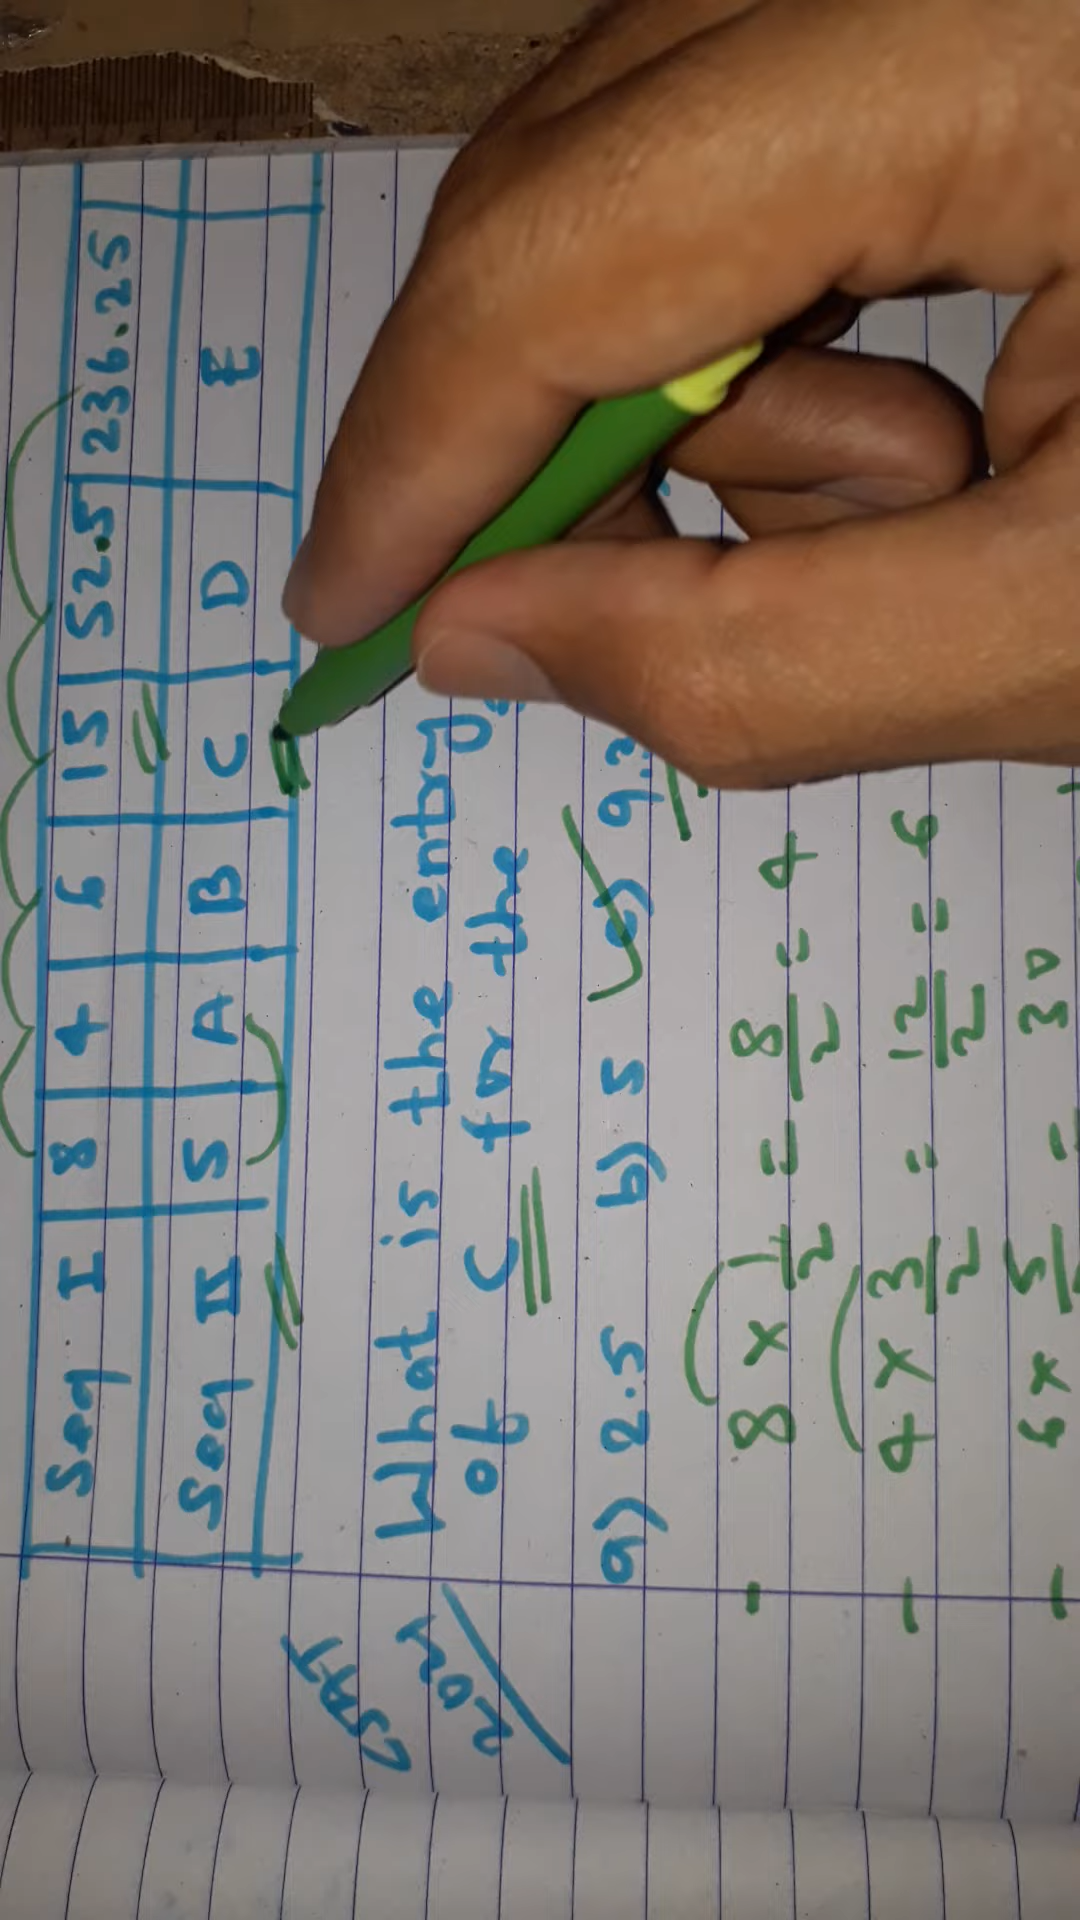 Seq I 8 4 6 15 52.5 236.25
Seq II 5 A B C D E
What is the entry
of C for the
a) 2.5 b) 5 c) 9.
- 8 × 1/2 = 8/2 = 4
- 4 × 3/2 = 12/2 = 6
- 6 × 5/ = 30
CSAT